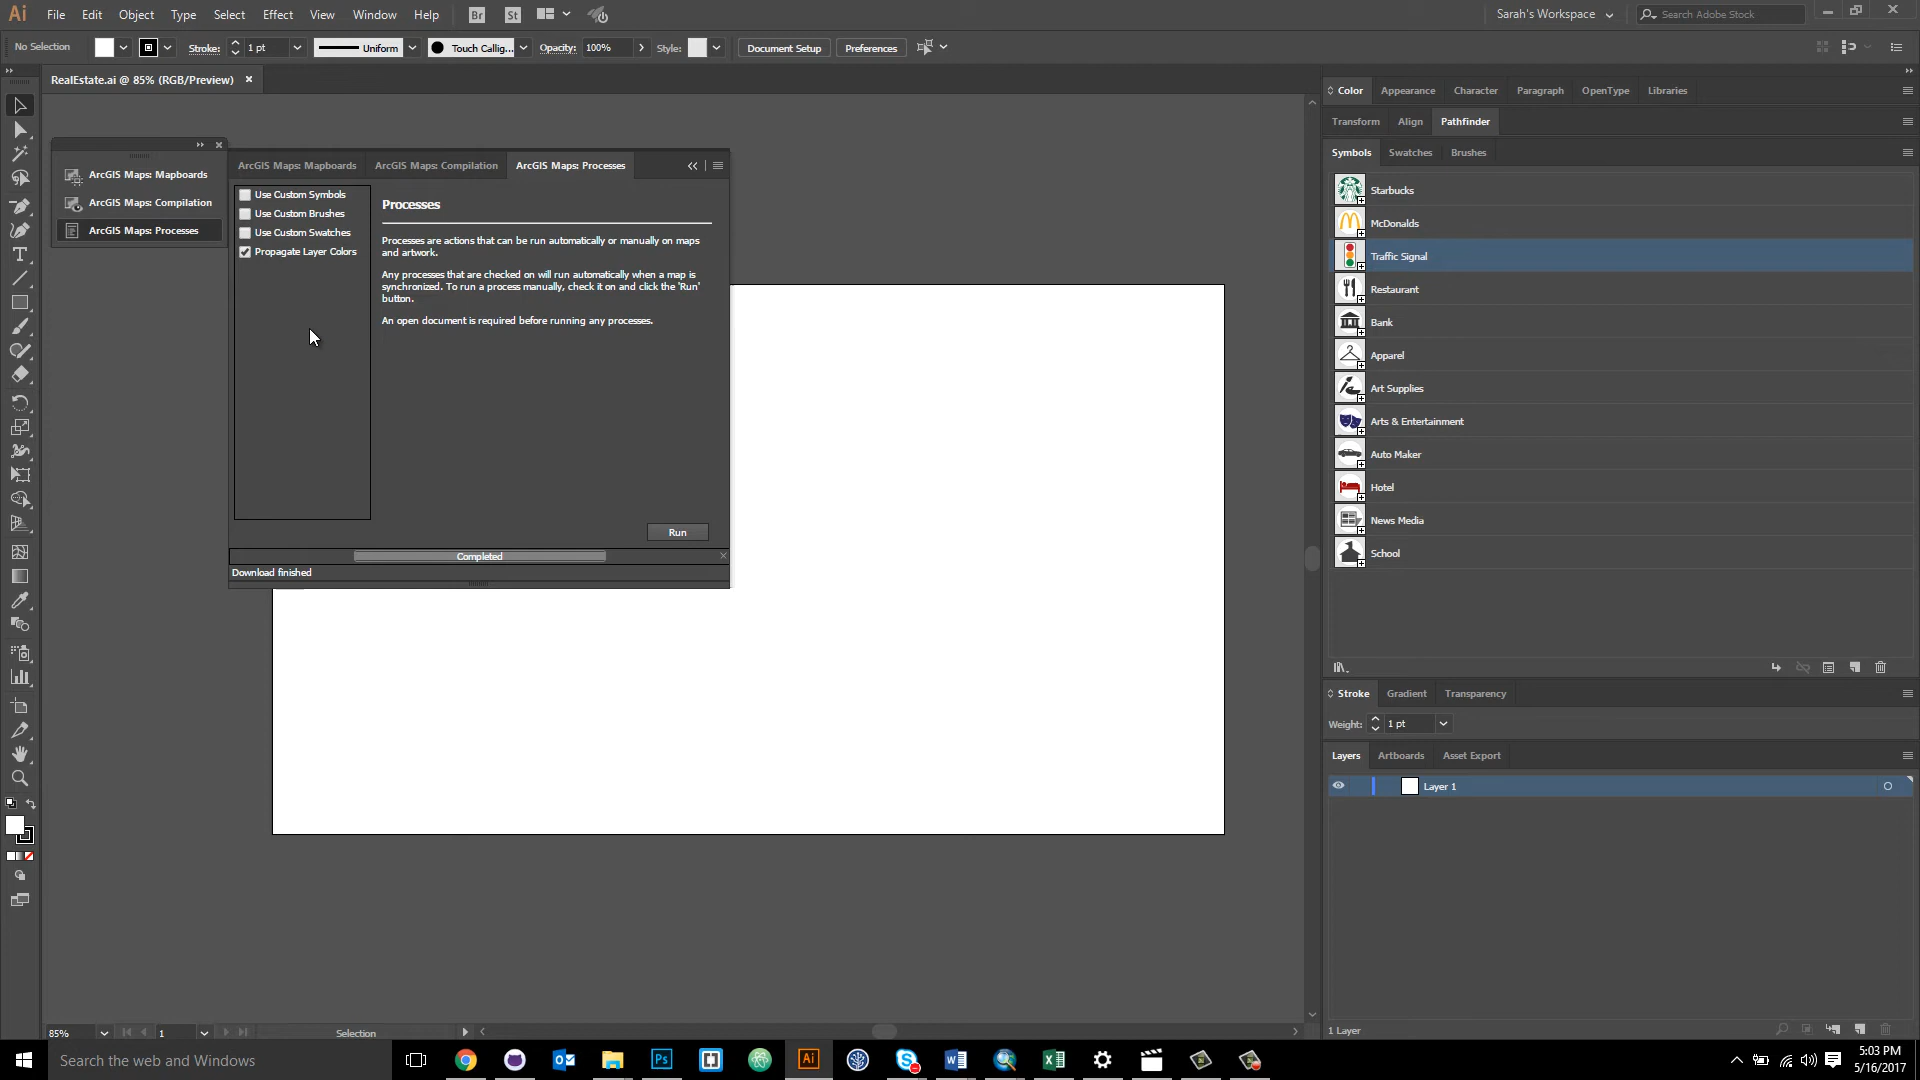 Ai File Edit Object Type Select Effect View Window Help Br St Sarah's Workspace Search Adobe Stock
No Selection Stroke: 1 pt Uniform Touch Callig... Opacity: 100% Style: Document Setup Preferences
RealEstate.ai @ 85% (RGB/Preview)
ArcGIS Maps: Mapboards
ArcGIS Maps: Compilation
ArcGIS Maps: Processes
ArcGIS Maps: Mapboards ArcGIS Maps: Compilation ArcGIS Maps: Processes
Use Custom Symbols
Use Custom Brushes
Use Custom Swatches
Propagate Layer Colors
Processes
Processes are actions that can be run automatically or manually on maps
and artwork.
Any processes that are checked on will run automatically when a map is
synchronized. To run a process manually, check it on and click the 'Run'
button.
An open document is required before running any processes.
Run
Completed
Download finished
Color Appearance Character Paragraph OpenType Libraries
Transform Align Pathfinder
Symbols Swatches Brushes
Starbucks
McDonalds
Traffic Signal
Restaurant
Bank
Apparel
Art Supplies
Arts & Entertainment
Auto Maker
Hotel
News Media
School
Stroke Gradient Transparency
Weight: 1 pt
Layers Artboards Asset Export
Layer 1
1 Layer
85% 1 Selection
Search the web and Windows
Ps
Ai
5:03 PM
5/16/2017